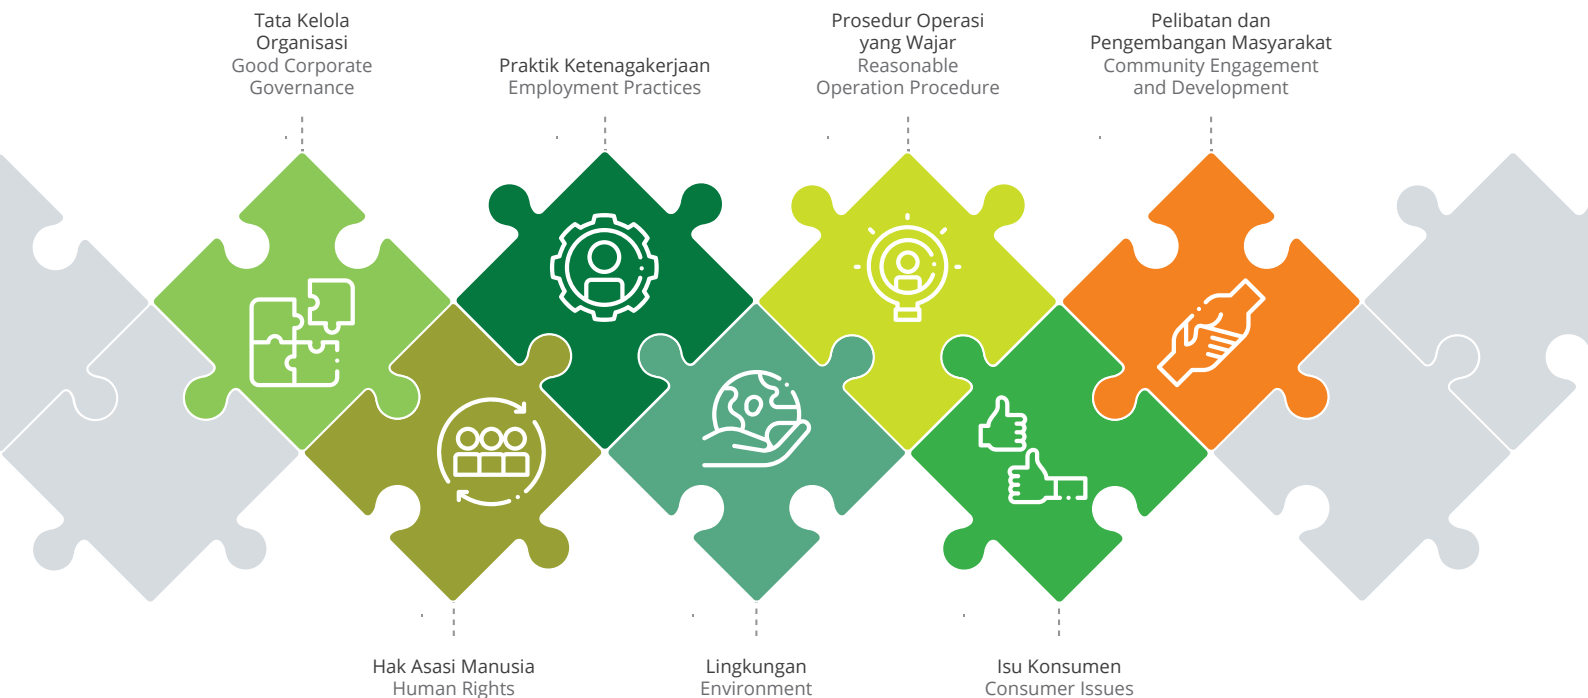 Tata Kelola
Organisasi
Good Corporate
Governance
Praktik Ketenagakerjaan
Employment Practices
Prosedur Operasi
yang Wajar
Reasonable
Operation Procedure
Pelibatan dan
Pengembangan Masyarakat
Community Engagement
and Development
Hak Asasi Manusia
Human Rights
Lingkungan
Environment
Isu Konsumen
Consumer Issues